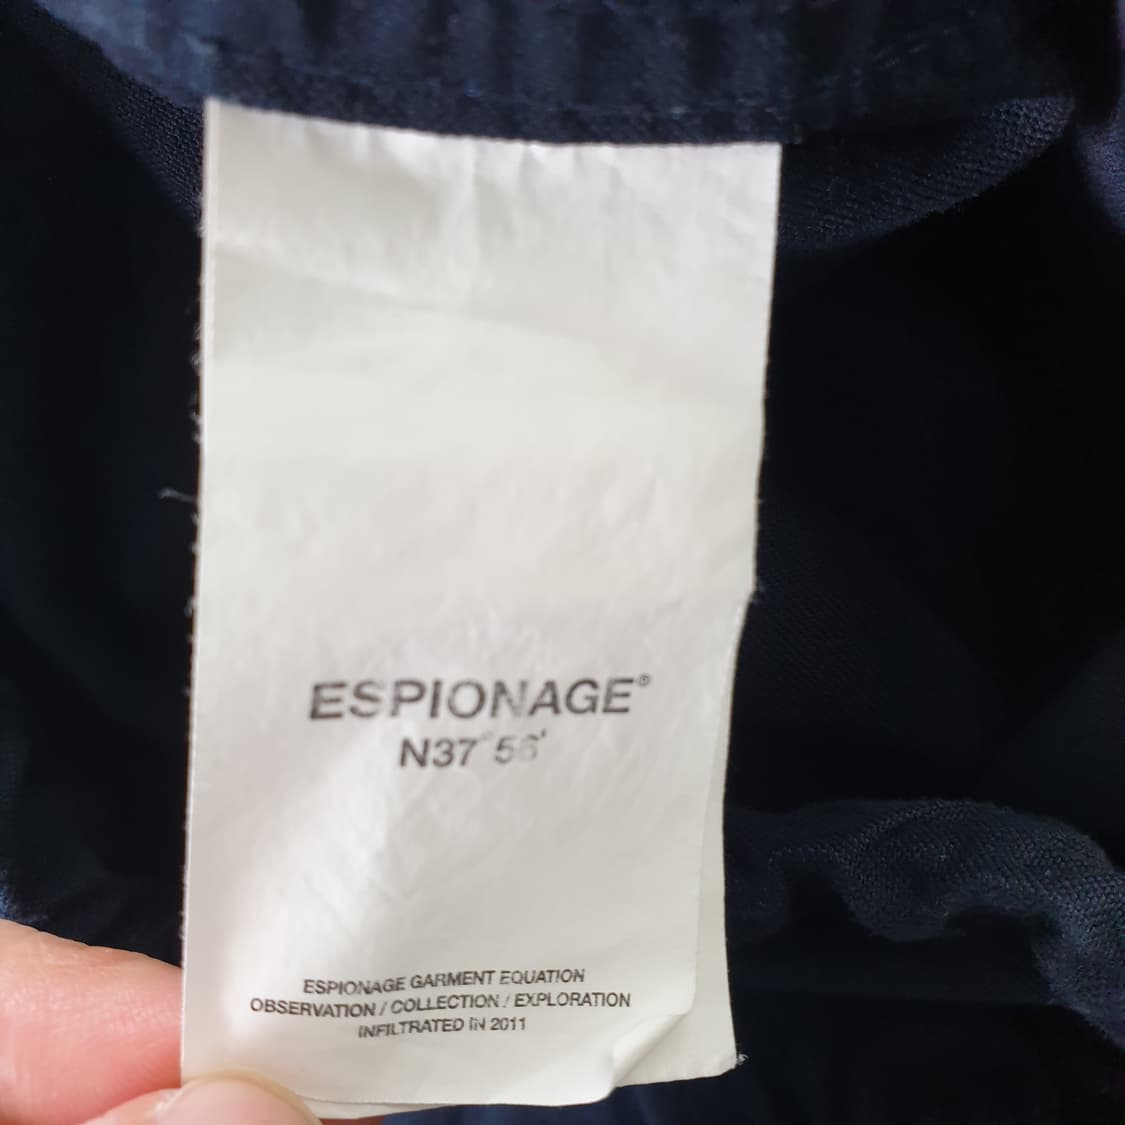 ESPIONAGE®
N37° 56'
ESPIONAGE GARMENT EQUATION
OBSERVATION / COLLECTION / EXPLORATION
INFILTRATED IN 2011